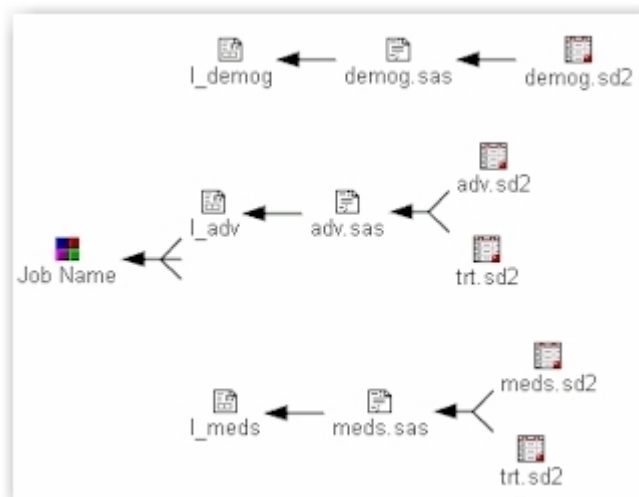 l_demog
demog.sas
demog.sd2
adv.sd2
l_adv
adv.sas
Job Name
trt.sd2
meds.sd2
l_meds
meds.sas
trt.sd2